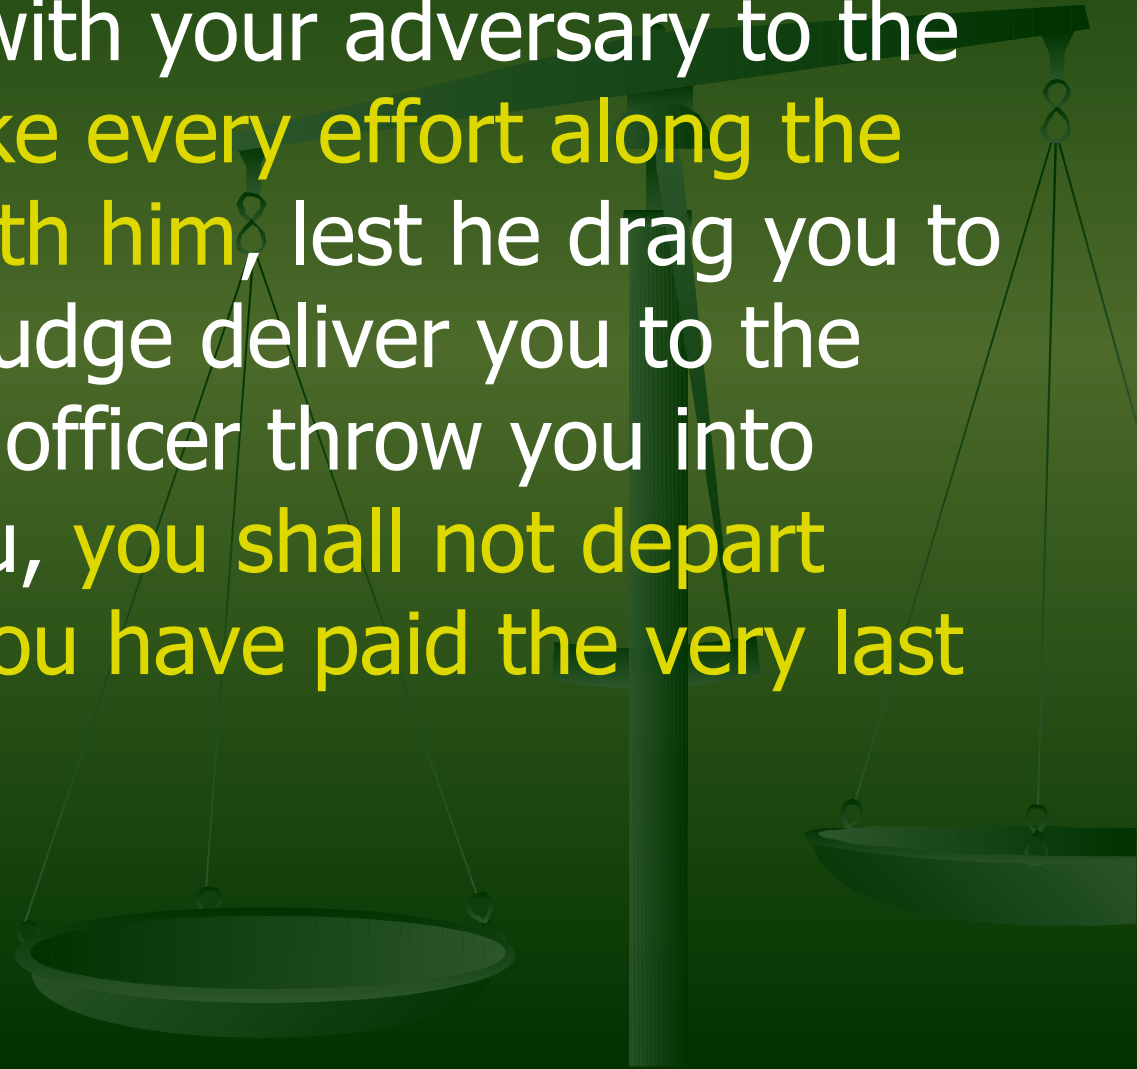 with your adversary to the
ke every effort along the
th him, lest he drag you to
udge deliver you to the
officer throw you into
u, you shall not depart
ou have paid the very last